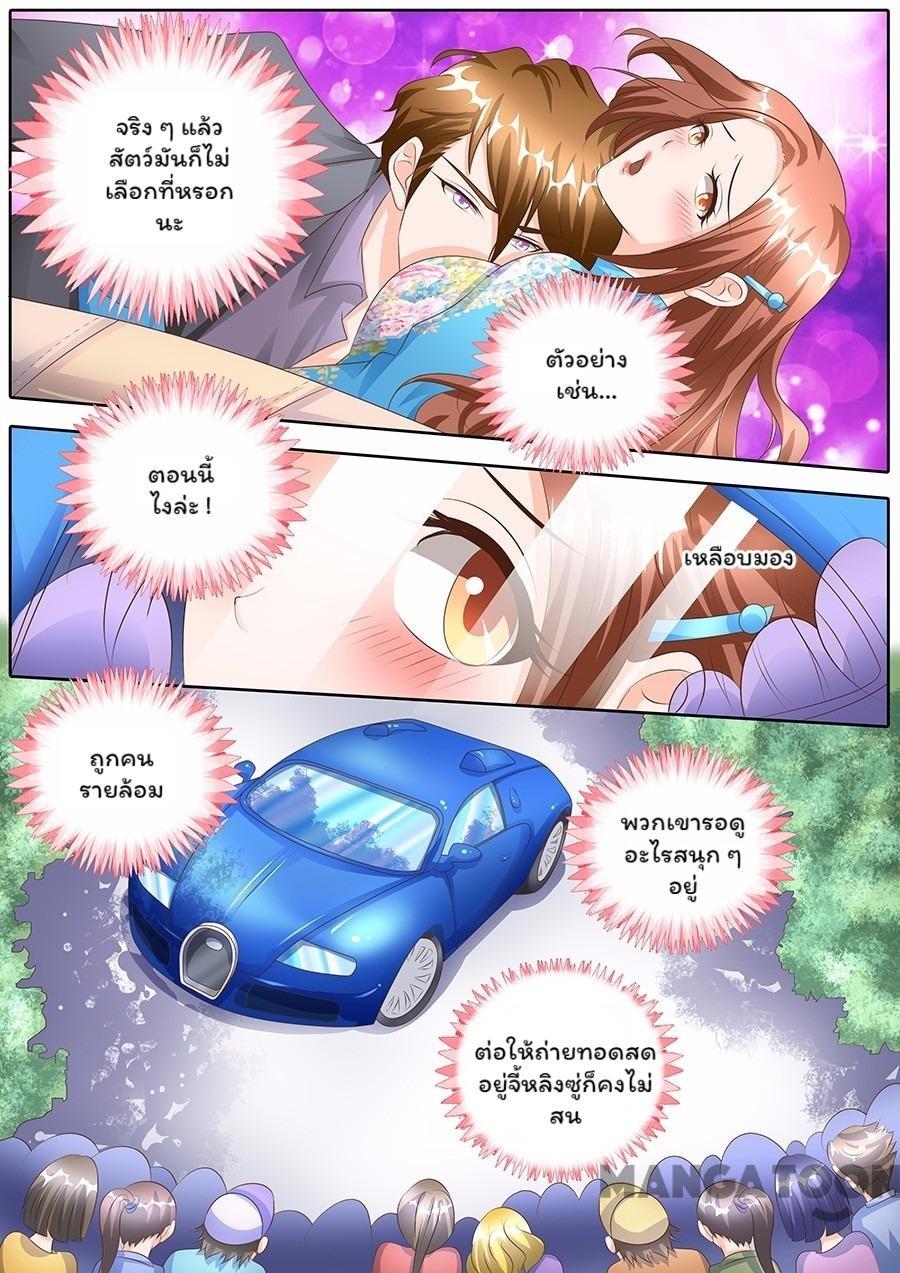 จริง ๆ แล้ว
สัตว์มันก็ไม่
เลือกที่หรอก
นะ
ตัวอย่าง
เช่น...
ตอนนี้
ไงล่ะ !
เหลือบมอง
ถูกคน
รายล้อม
พวกเขารอดู
อะไรสนุก ๆ
อยู่
ต่อให้ถ่ายทอดสด
อยู่จี้หลิงซู่ก็คงไม่
สน
MANGATOON